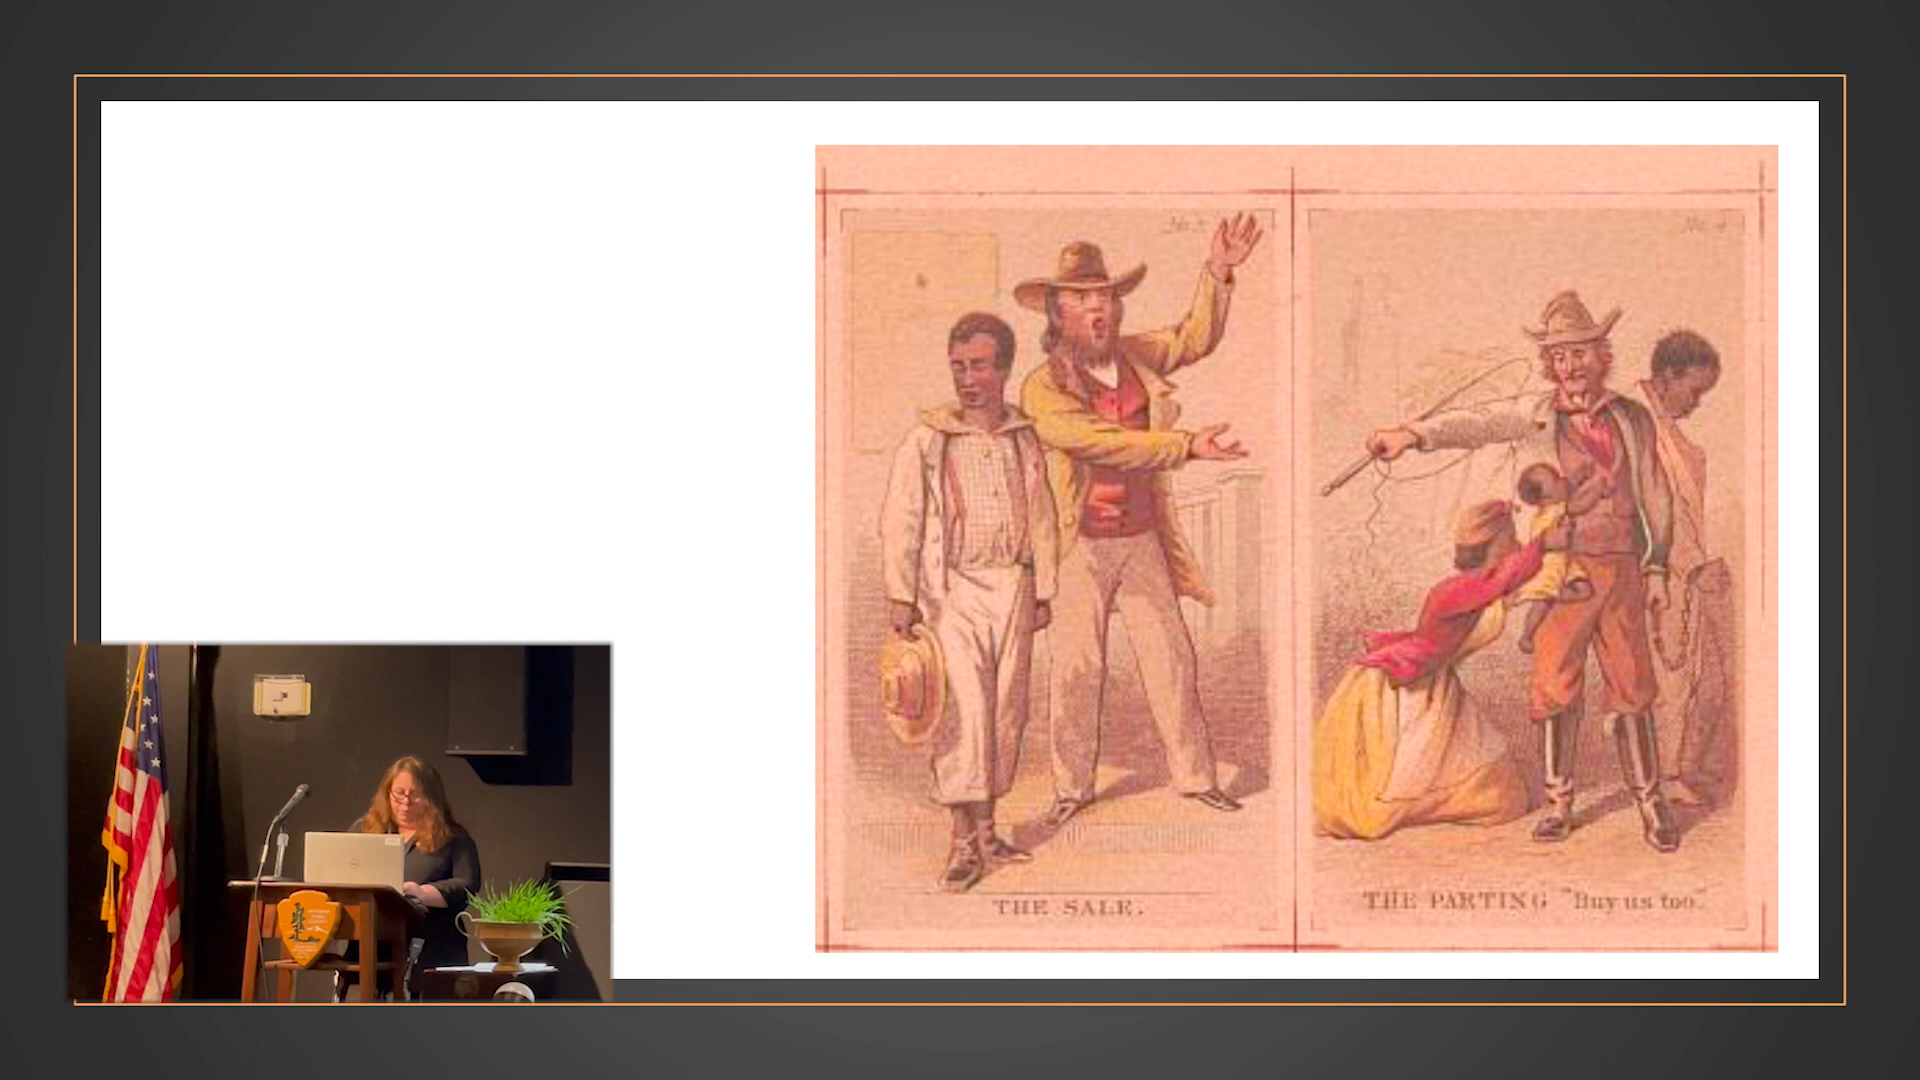 THE SALE.
THE PARTING "Buy us too."